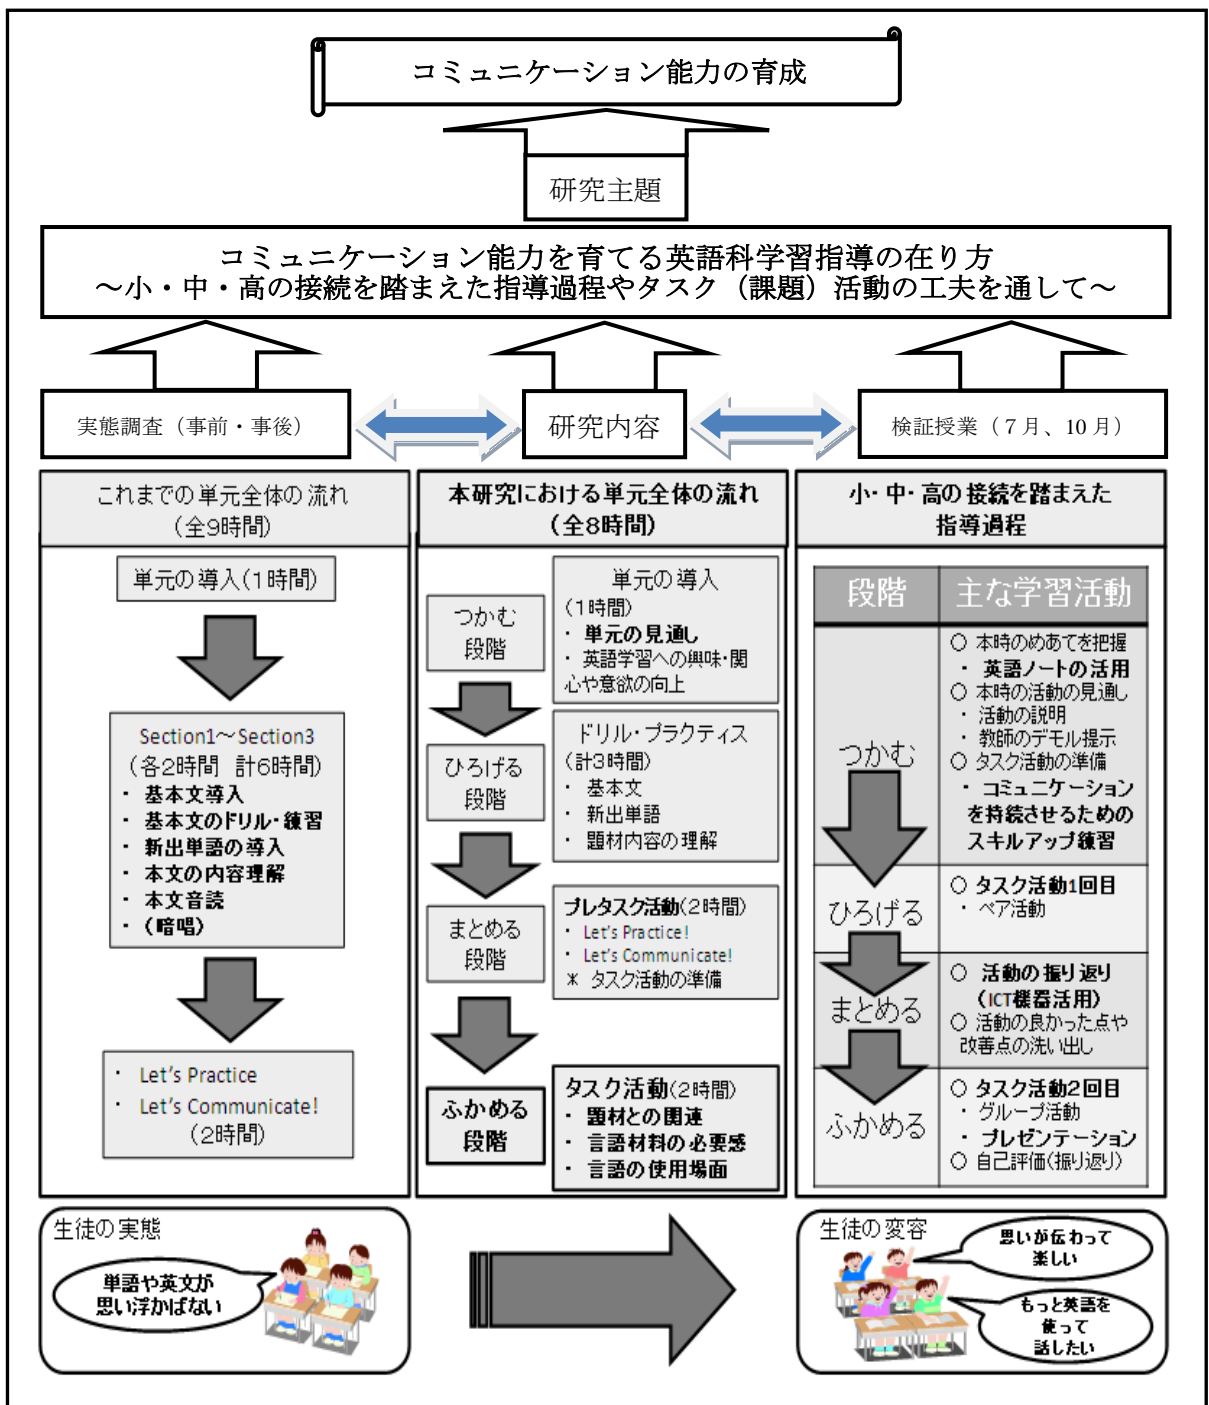 コミュニケーション能力の育成
研究主題
コミュニケーション能力を育てる英語科学習指導の在り方
～小・中・高の接続を踏まえた指導過程やタスク（課題）活動の工夫を通して～
実態調査（事前・事後）
研究内容
検証授業（７月、10月）
これまでの単元全体の流れ
(全9時間)
単元の導入(1時間)
Section1～Section3
(各2時間 計6時間)
・ 基本文導入
・ 基本文のドリル・練習
・ 新出単語の導入
・ 本文の内容理解
・ 本文音読
・ (暗唱)
・ Let's Practice
・ Let's Communicate!
(2時間)
本研究における単元全体の流れ
(全8時間)
つかむ
段階
単元の導入
(1時間)
・ 単元の見通し
・ 英語学習への興味・関
心や意欲の向上
ひろげる
段階
ドリル・プラクティス
(計3時間)
・ 基本文
・ 新出単語
・ 題材内容の理解
まとめる
段階
プレタスク活動(2時間)
・ Let's Practice!
・ Let's Communicate!
＊ タスク活動の準備
ふかめる
段階
タスク活動(2時間)
・ 題材との関連
・ 言語材料の必要感
・ 言語の使用場面
小・中・高の接続を踏まえた
指導過程
段階
主な学習活動
つかむ
○ 本時のめあてを把握
・ 英語ノートの活用
○ 本時の活動の見通し
・ 活動の説明
・ 教師のデモル提示
○ タスク活動の準備
・ コミュニケーション
を持続させるための
スキルアップ練習
ひろげる
○ タスク活動1回目
・ ペア活動
まとめる
○ 活動の振り返り
(ICT機器活用)
○ 活動の良かった点や
改善点の洗い出し
ふかめる
○ タスク活動2回目
・ グループ活動
・ プレゼンテーション
○ 自己評価(振り返り)
生徒の実態
単語や英文が
思い浮かばない
生徒の変容
思いが伝わって
楽しい
もっと英語を
使って
話したい